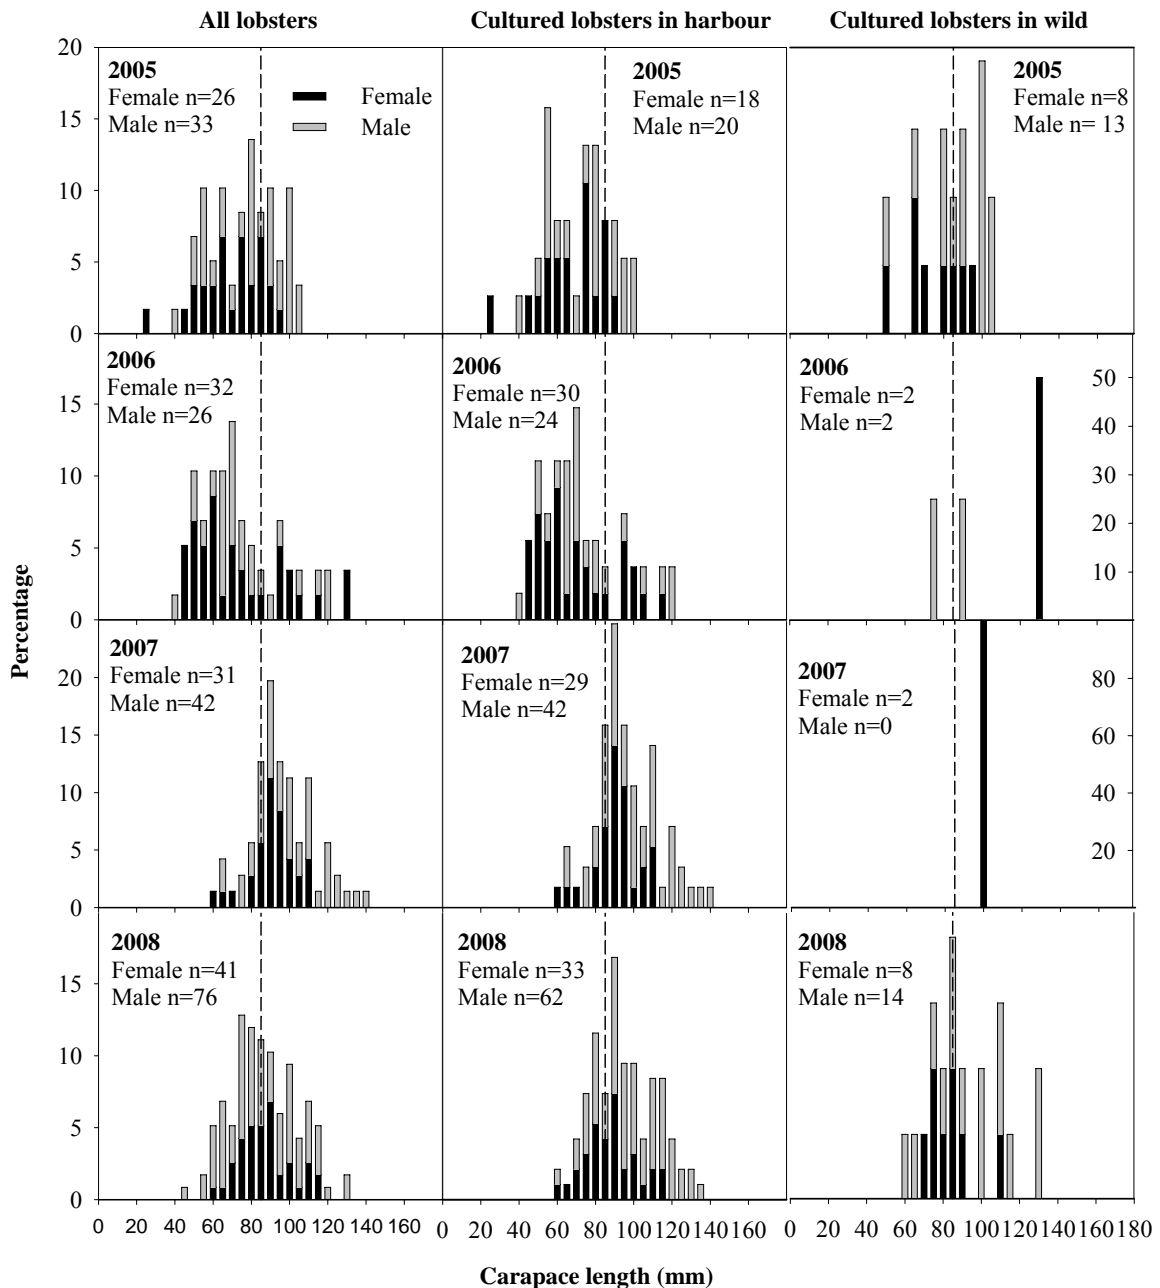 All lobsters
Cultured lobsters in harbour
Cultured lobsters in wild
20
15
10
5
0
2005
Female n=26
Male n=33
Female
Male
2005
Female n=18
Male n=20
2005
Female n=8
Male n= 13
15
10
5
0
2006
Female n=32
Male n=26
2006
Female n=30
Male n=24
2006
Female n=2
Male n=2
50
40
30
20
10
Percentage
20
15
10
5
0
2007
Female n=31
Male n=42
2007
Female n=29
Male n=42
2007
Female n=2
Male n=0
80
60
40
20
15
10
5
0
2008
Female n=41
Male n=76
2008
Female n=33
Male n=62
2008
Female n=8
Male n=14
0 20 40 60 80 100 120 140 160
0 20 40 60 80 100 120 140 160
0 20 40 60 80 100 120 140 160 180
Carapace length (mm)